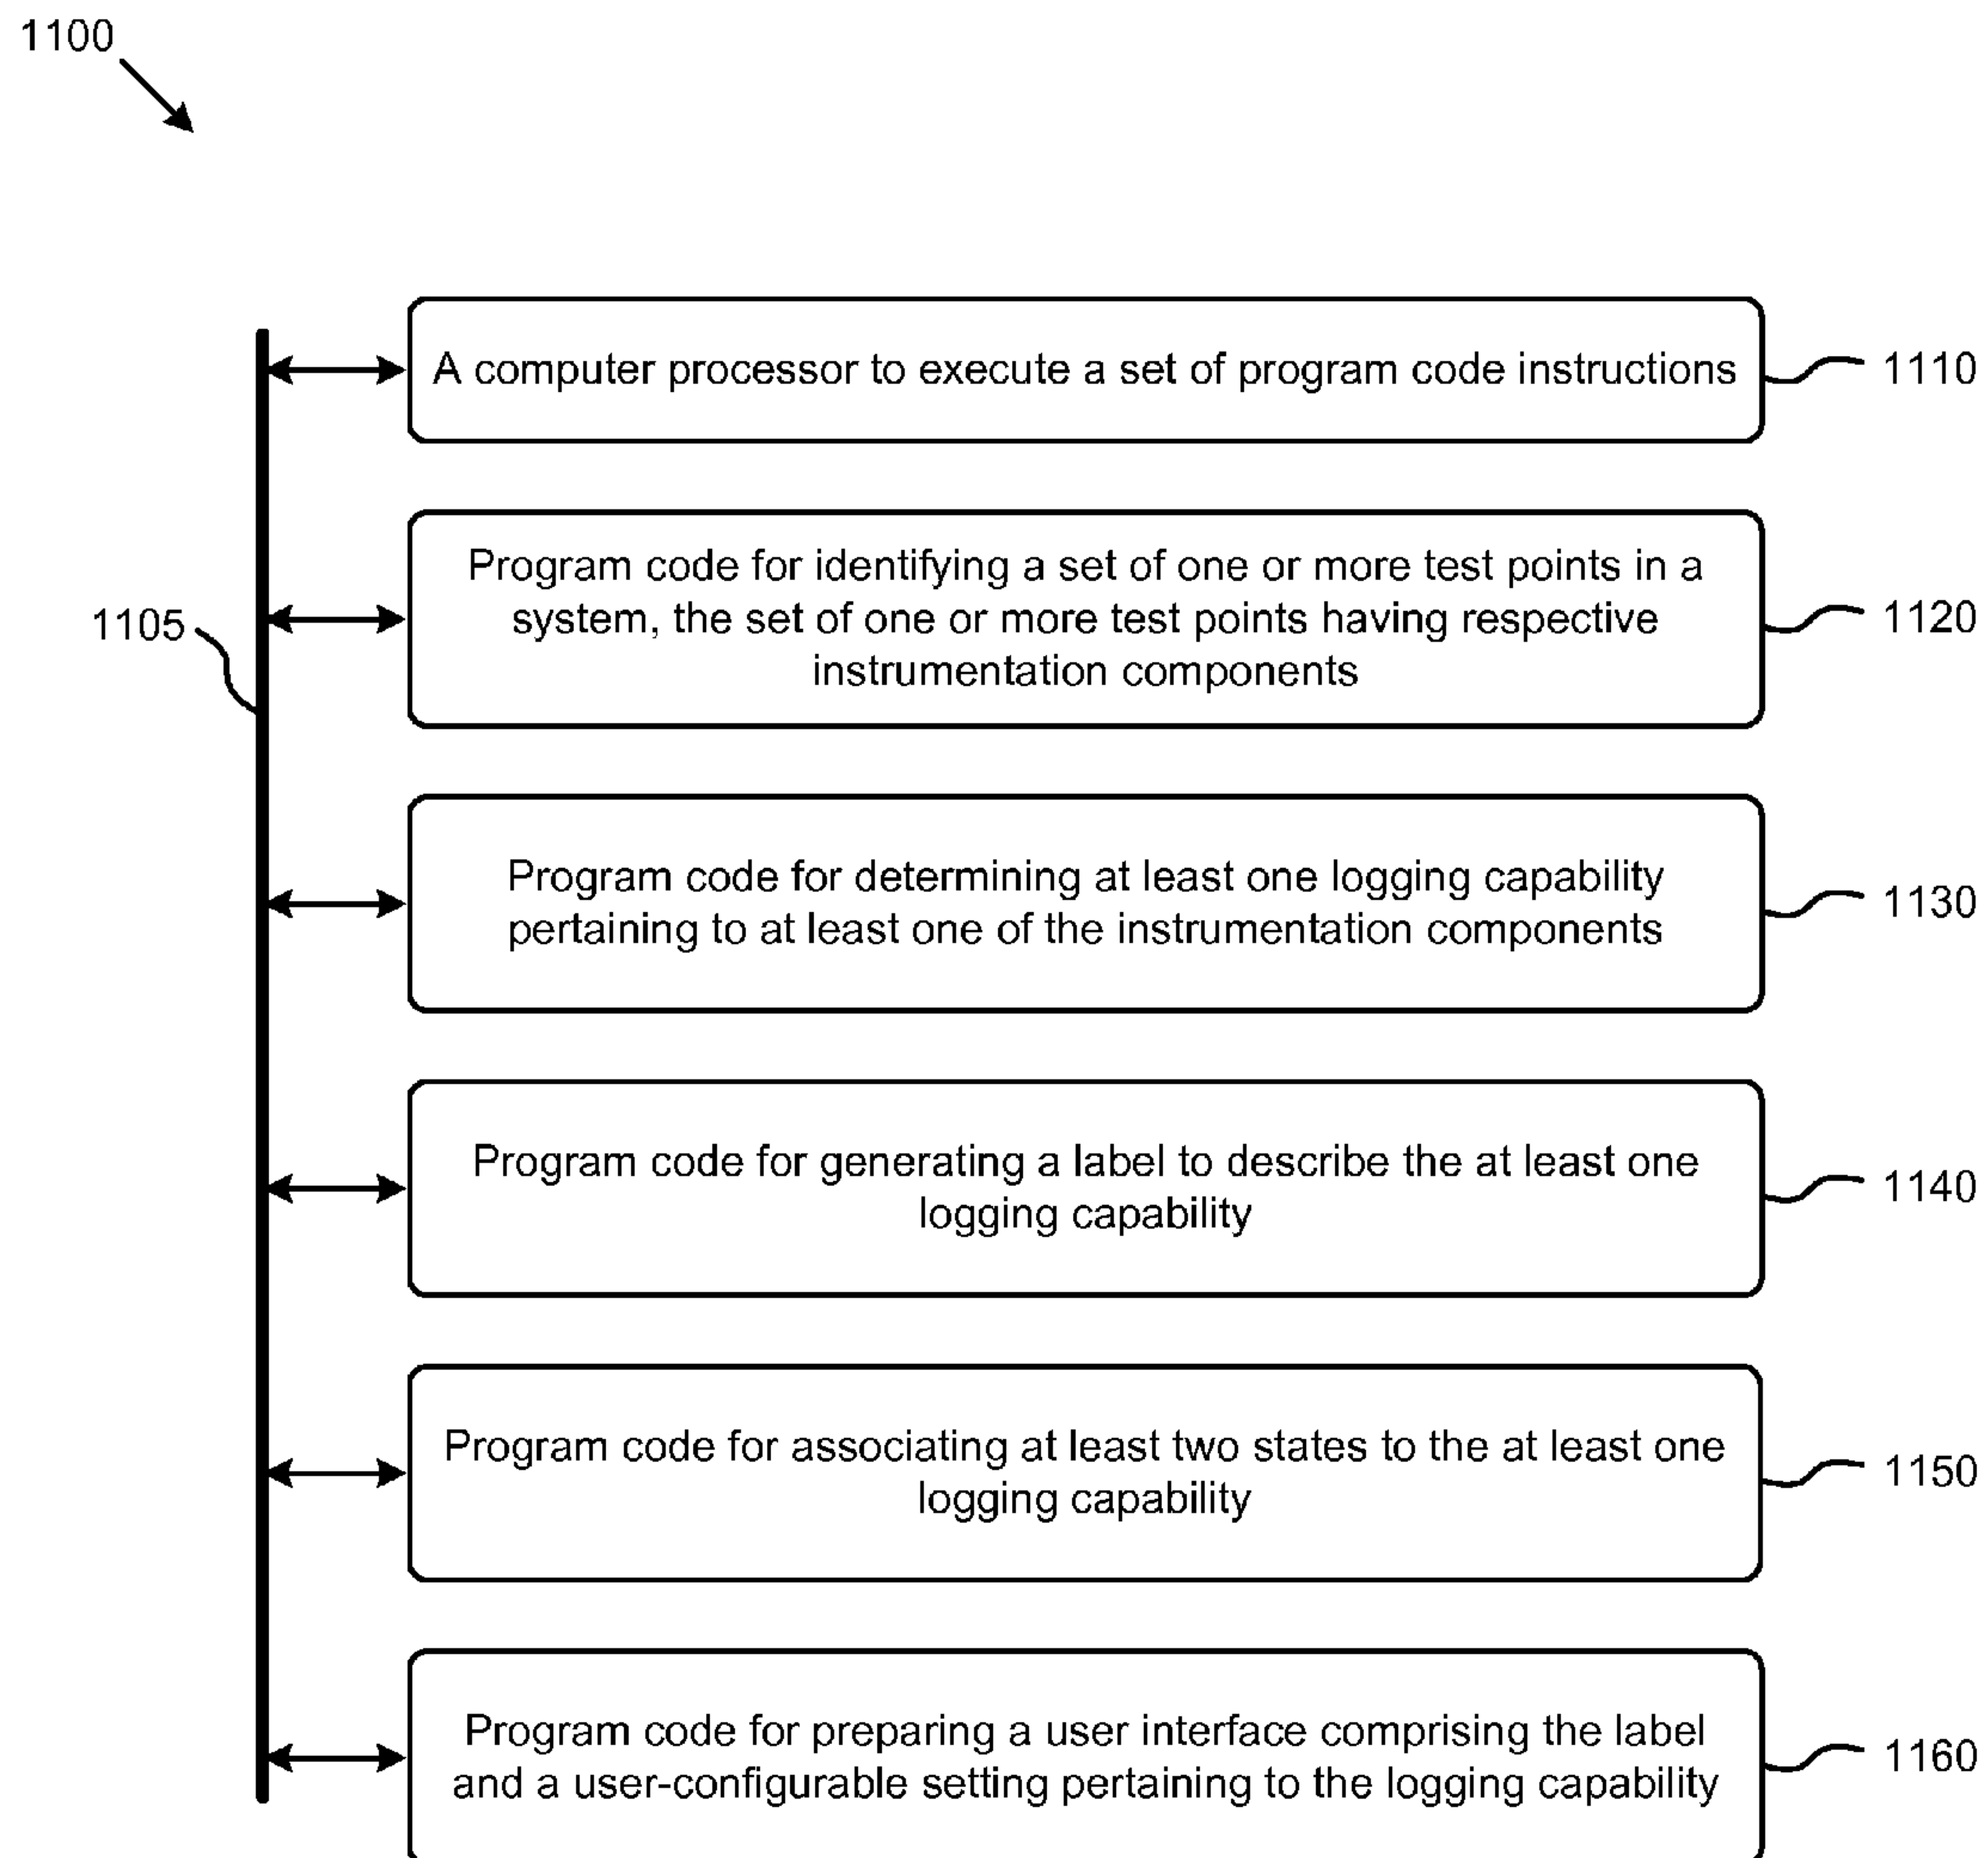 1100
A computer processor to execute a set of program code instructions
1110
Program code for identifying a set of one or more test points in a
system, the set of one or more test points having respective
instrumentation components
1120
1105
Program code for determining at least one logging capability
pertaining to at least one of the instrumentation components
1130
Program code for generating a label to describe the at least one
logging capability
1140
Program code for associating at least two states to the at least one
logging capability
1150
Program code for preparing a user interface comprising the label
and a user-configurable setting pertaining to the logging capability
1160